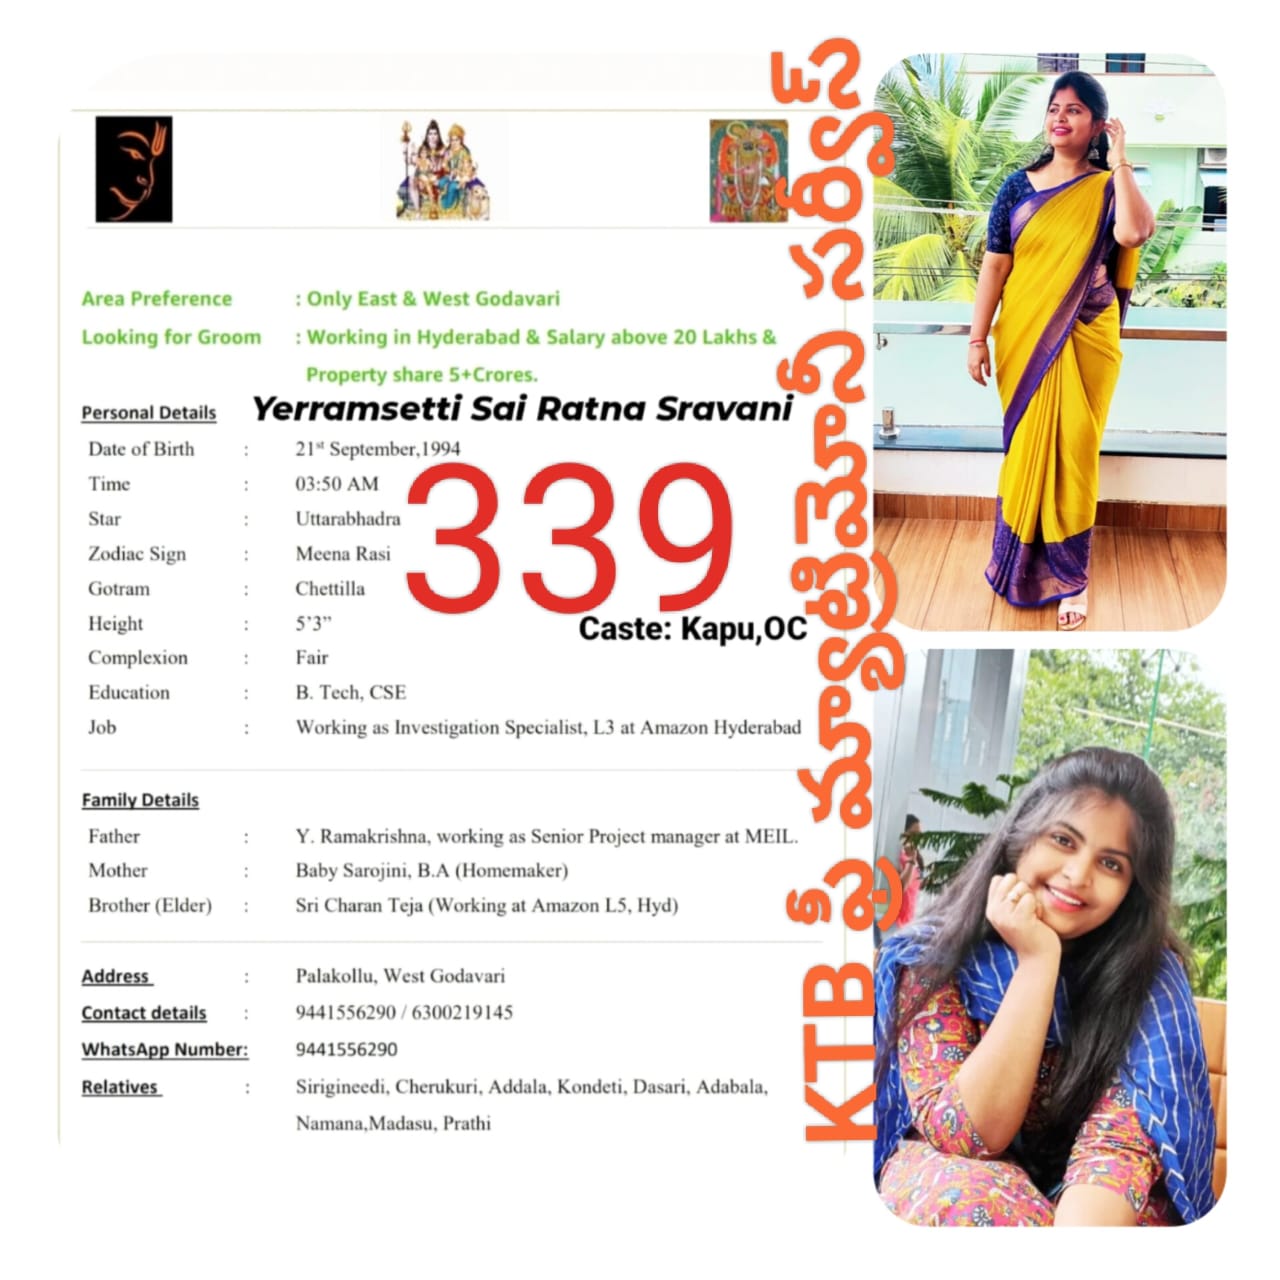 Area Preference : Only East & West Godavari
Looking for Groom : Working in Hyderabad & Salary above 20 Lakhs &
Property share 5+Crores.
Personal Details Yerramsetti Sai Ratna Sravani
Date of Birth : 21st September,1994
Time : 03:50 AM
Star : Uttarabhadra
Zodiac Sign : Meena Rasi
339
Gotram : Chettilla
Height : 5’3”
Caste: Kapu,OC
Complexion : Fair
Education : B. Tech, CSE
Job : Working as Investigation Specialist, L3 at Amazon Hyderabad
Family Details
Father : Y. Ramakrishna, working as Senior Project manager at MEIL.
Mother : Baby Sarojini, B.A (Homemaker)
Brother (Elder) : Sri Charan Teja (Working at Amazon L5, Hyd)
Address : Palakollu, West Godavari
Contact details : 9441556290 / 6300219145
WhatsApp Number: 9441556290
Relatives : Sirigineedi, Cherukuri, Addala, Kondeti, Dasari, Adabala,
Namana,Madasu, Prathi
KTB శ్రీ మ్యాట్రిమోనీ సర్వీస్